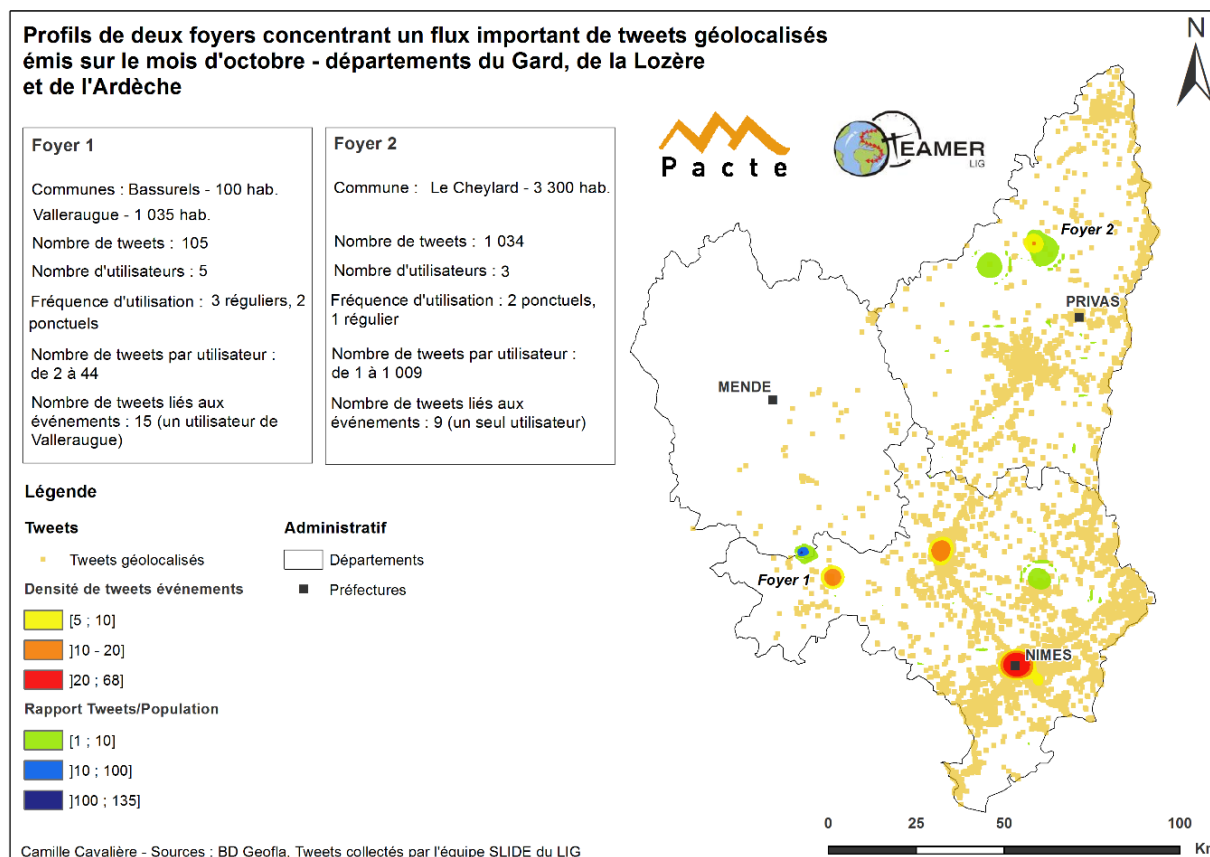 Profils de deux foyers concentrant un flux important de tweets géolocalisés
émis sur le mois d'octobre - départements du Gard, de la Lozère
et de l'Ardèche
N
Foyer 1
Communes : Bassurels - 100 hab.
Valleraugue - 1 035 hab.
Nombre de tweets : 105
Nombre d'utilisateurs : 5
Fréquence d'utilisation : 3 réguliers, 2
ponctuels
Nombre de tweets par utilisateur :
de 2 à 44
Nombre de tweets liés aux
événements : 15 (un utilisateur de
Valleraugue)
Foyer 2
Commune : Le Cheylard - 3 300 hab.
Nombre de tweets : 1 034
Nombre d'utilisateurs : 3
Fréquence d'utilisation : 2 ponctuels,
1 régulier
Nombre de tweets par utilisateur :
de 1 à 1 009
Nombre de tweets liés aux
événements : 9 (un seul utilisateur)
Pacte
STEAMER
LIG
Foyer 2
PRIVAS
MENDE
Foyer 1
NIMES
Légende
Tweets
Tweets géolocalisés
Densité de tweets événements
[5 ; 10]
]10 - 20]
]20 ; 68]
Rapport Tweets/Population
[1 ; 10]
]10 ; 100]
]100 ; 135]
Administratif
Départements
Préfectures
0 25 50 100
Km
Camille Cavalière - Sources : BD Geofla, Tweets collectés par l'équipe SLIDE du LIG